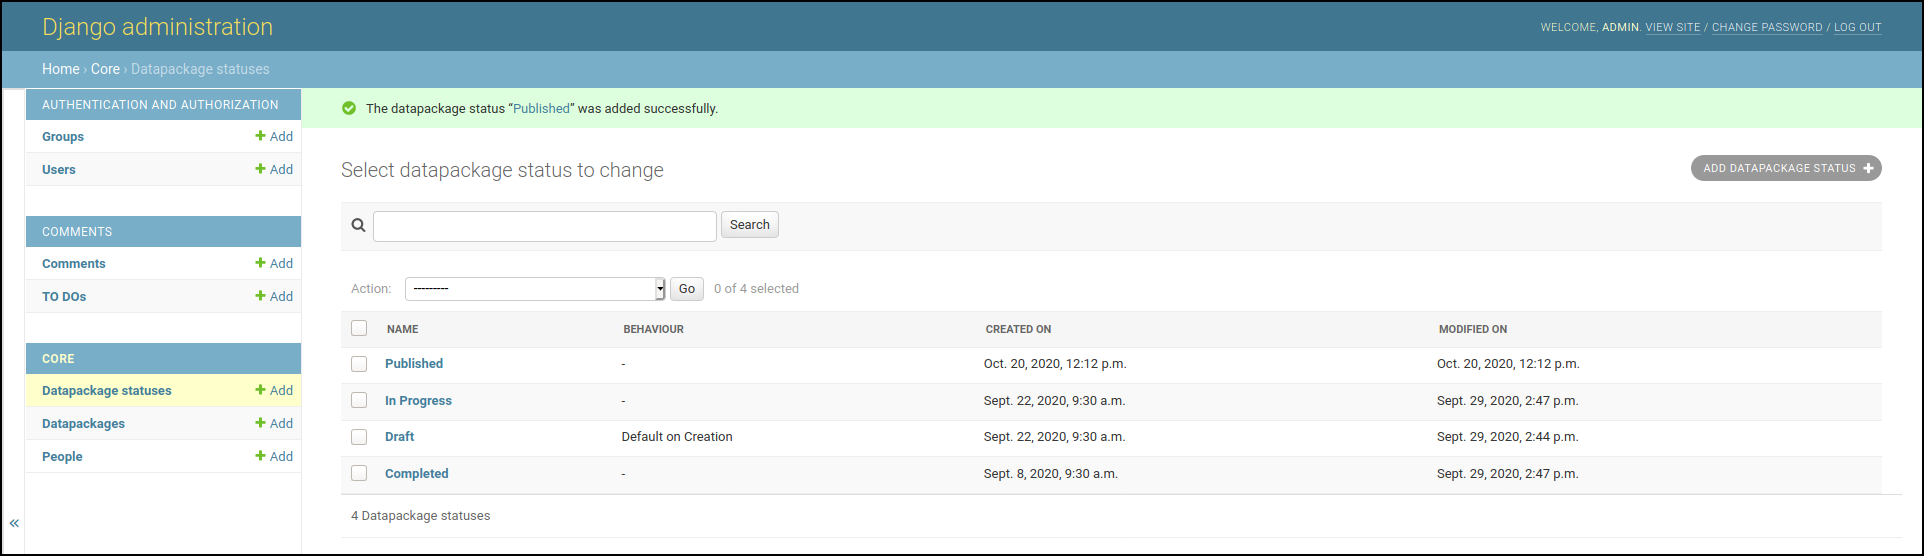 Django administration
WELCOME, ADMIN. VIEW SITE / CHANGE PASSWORD / LOG OUT
Home › Core › Datapackage statuses
AUTHENTICATION AND AUTHORIZATION
Groups Add
Users Add
COMMENTS
Comments Add
TO DOs Add
CORE
Datapackage statuses Add
Datapackages Add
People Add
«
The datapackage status “Published” was added successfully.
Select datapackage status to change
ADD DATAPACKAGE STATUS
Search
Action: --------- Go 0 of 4 selected
NAME BEHAVIOUR CREATED ON MODIFIED ON
Published - Oct. 20, 2020, 12:12 p.m. Oct. 20, 2020, 12:12 p.m.
In Progress - Sept. 22, 2020, 9:30 a.m. Sept. 29, 2020, 2:47 p.m.
Draft Default on Creation Sept. 22, 2020, 9:30 a.m. Sept. 29, 2020, 2:44 p.m.
Completed - Sept. 8, 2020, 9:30 a.m. Sept. 29, 2020, 2:47 p.m.
4 Datapackage statuses